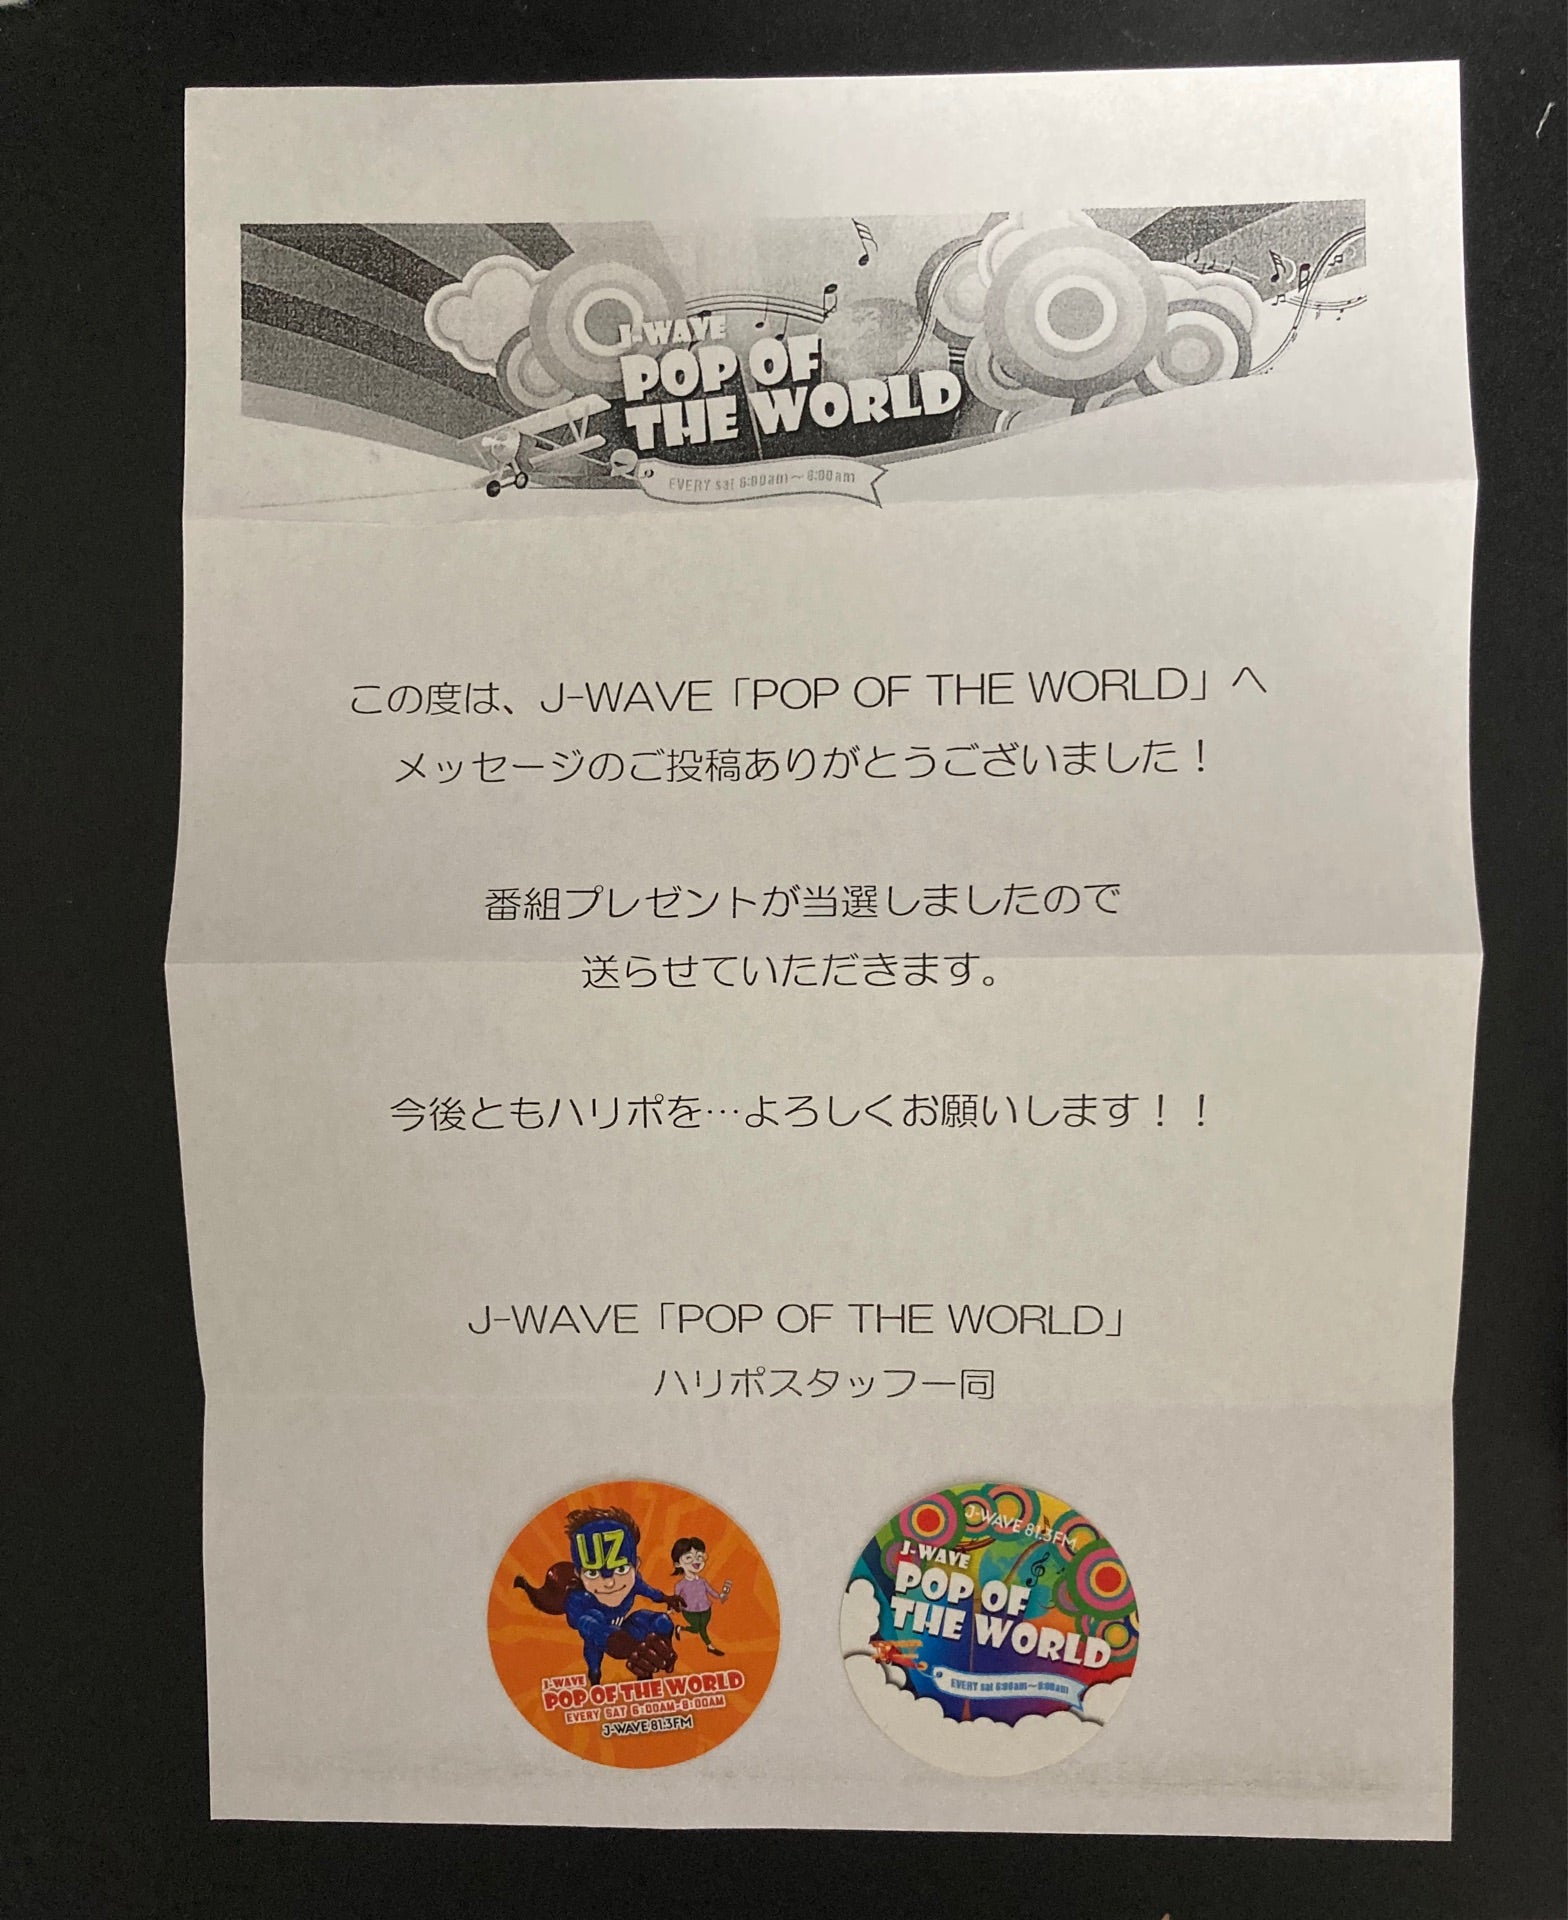 J-WAVE
POP OF
THE WORLD
EVERY sat 6:00am～8:00am
この度は、J-WAVE「POP OF THE WORLD」へ
メッセージのご投稿ありがとうございました！
番組プレゼントが当選しましたので
送らせていただきます。
今後ともハリポを…よろしくお願いします！！
J-WAVE「POP OF THE WORLD」
ハリポスタッフ一同
UZ
J-WAVE
POP OF THE WORLD
EVERY SAT 6:00AM-8:00AM
J-WAVE 81.3FM
J-WAVE 81.3FM
J-WAVE
POP OF
THE WORLD
EVERY sat 6:00am～8:00am